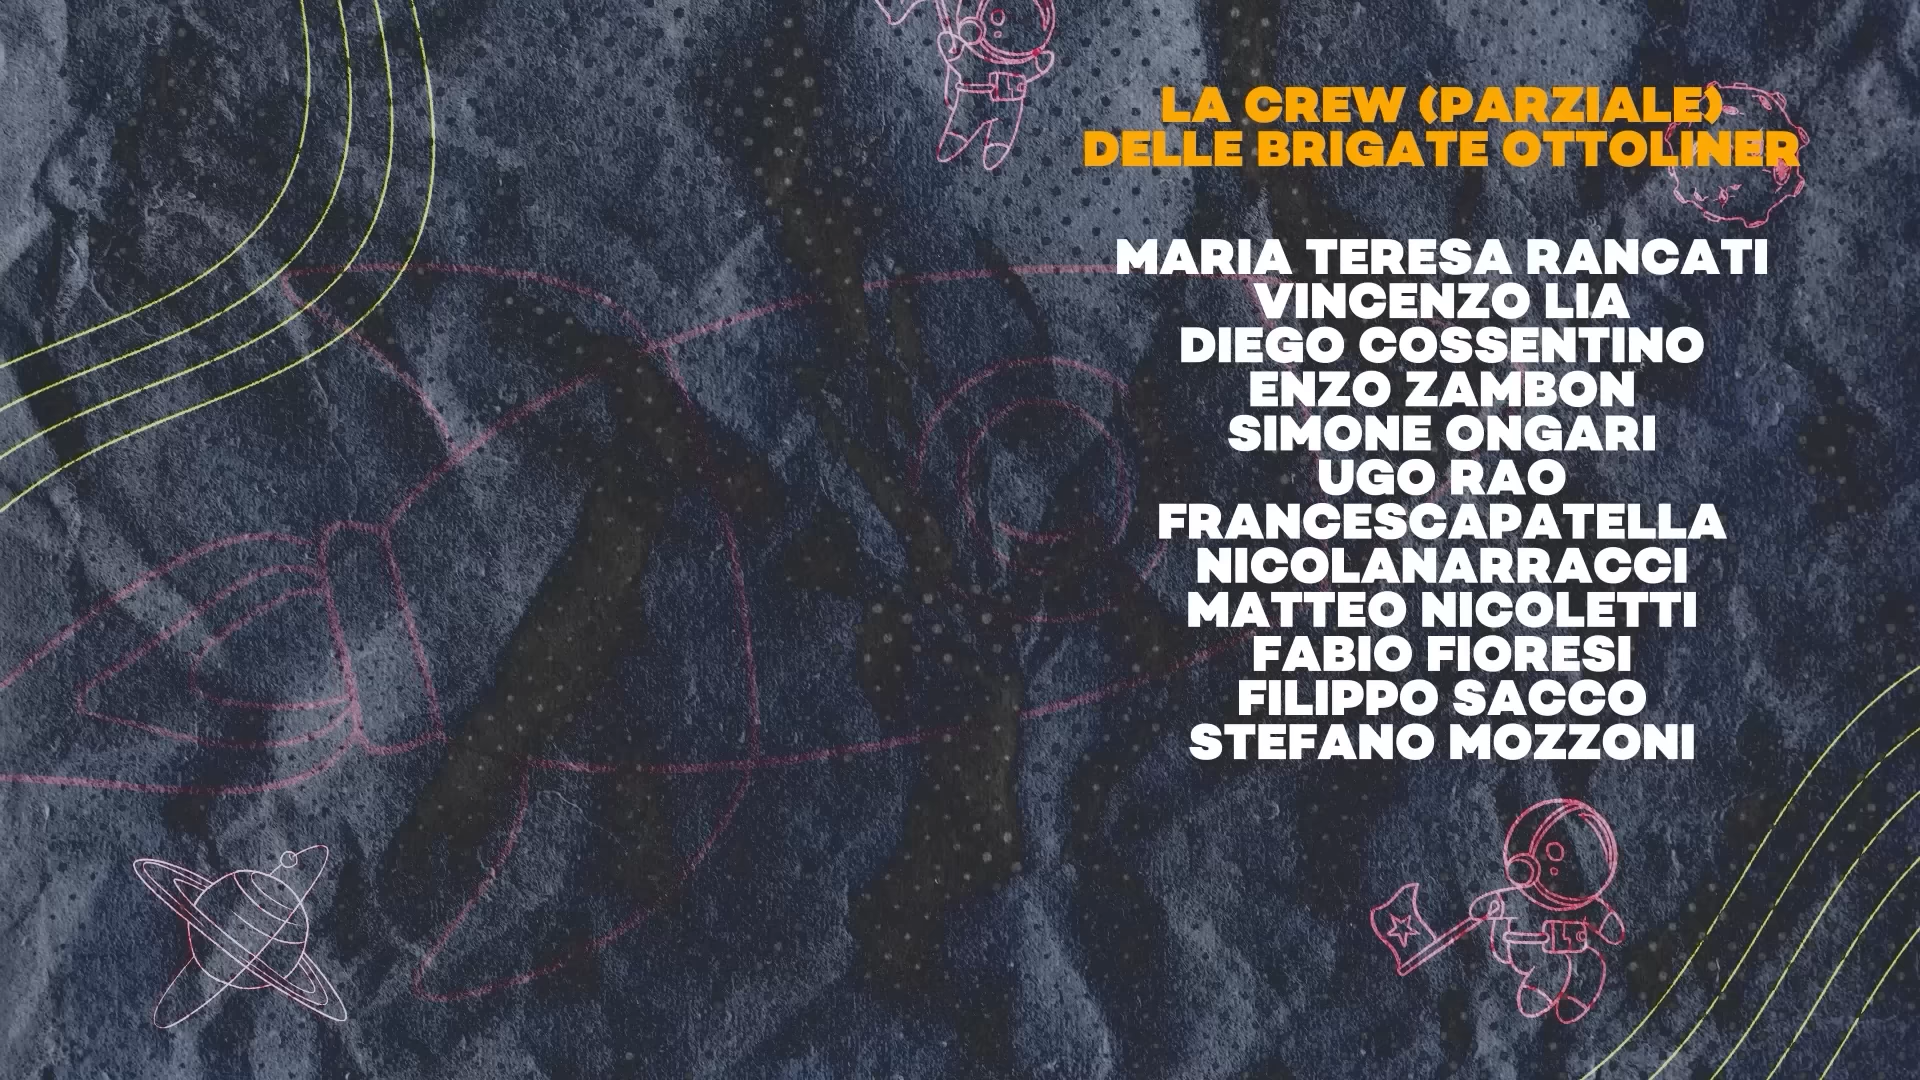 LA CREW (PARZIALE)
DELLE BRIGATE OTTOLINER
MARIA TERESA RANCATI
VINCENZO LIA
DIEGO COSSENTINO
ENZO ZAMBON
SIMONE ONGARI
UGO RAO
FRANCESCAPATELLA
NICOLANARRACCI
MATTEO NICOLETTI
FABIO FIORESI
FILIPPO SACCO
STEFANO MOZZONI